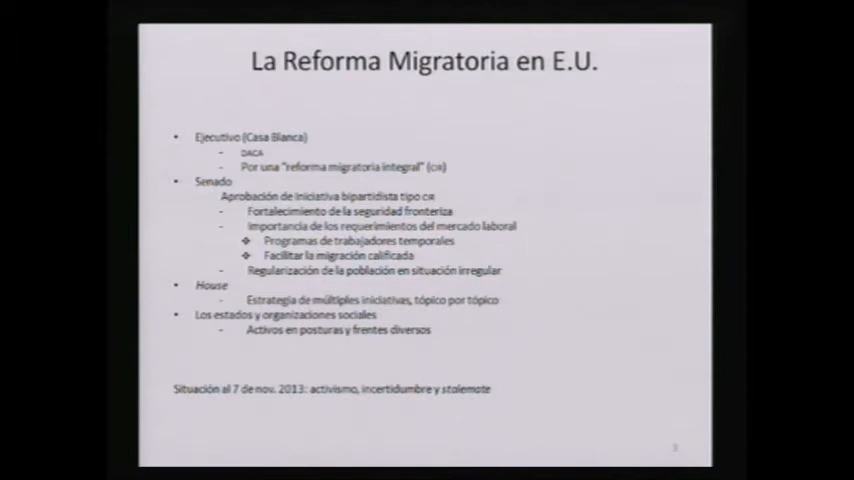 La Reforma Migratoria en E.U.
• Ejecutivo (Casa Blanca)
- DACA
- Por una "reforma migratoria integral" (CIR)
• Senado
Aprobación de iniciativa bipartidista tipo CIR
- Fortalecimiento de la seguridad fronteriza
- Importancia de los requerimientos del mercado laboral
❖ Programas de trabajadores temporales
❖ Facilitar la migración calificada
- Regularización de la población en situación irregular
• House
- Estrategia de múltiples iniciativas, tópico por tópico
• Los estados y organizaciones sociales
- Activos en posturas y frentes diversos
Situación al 7 de nov. 2013: activismo, incertidumbre y stalemate